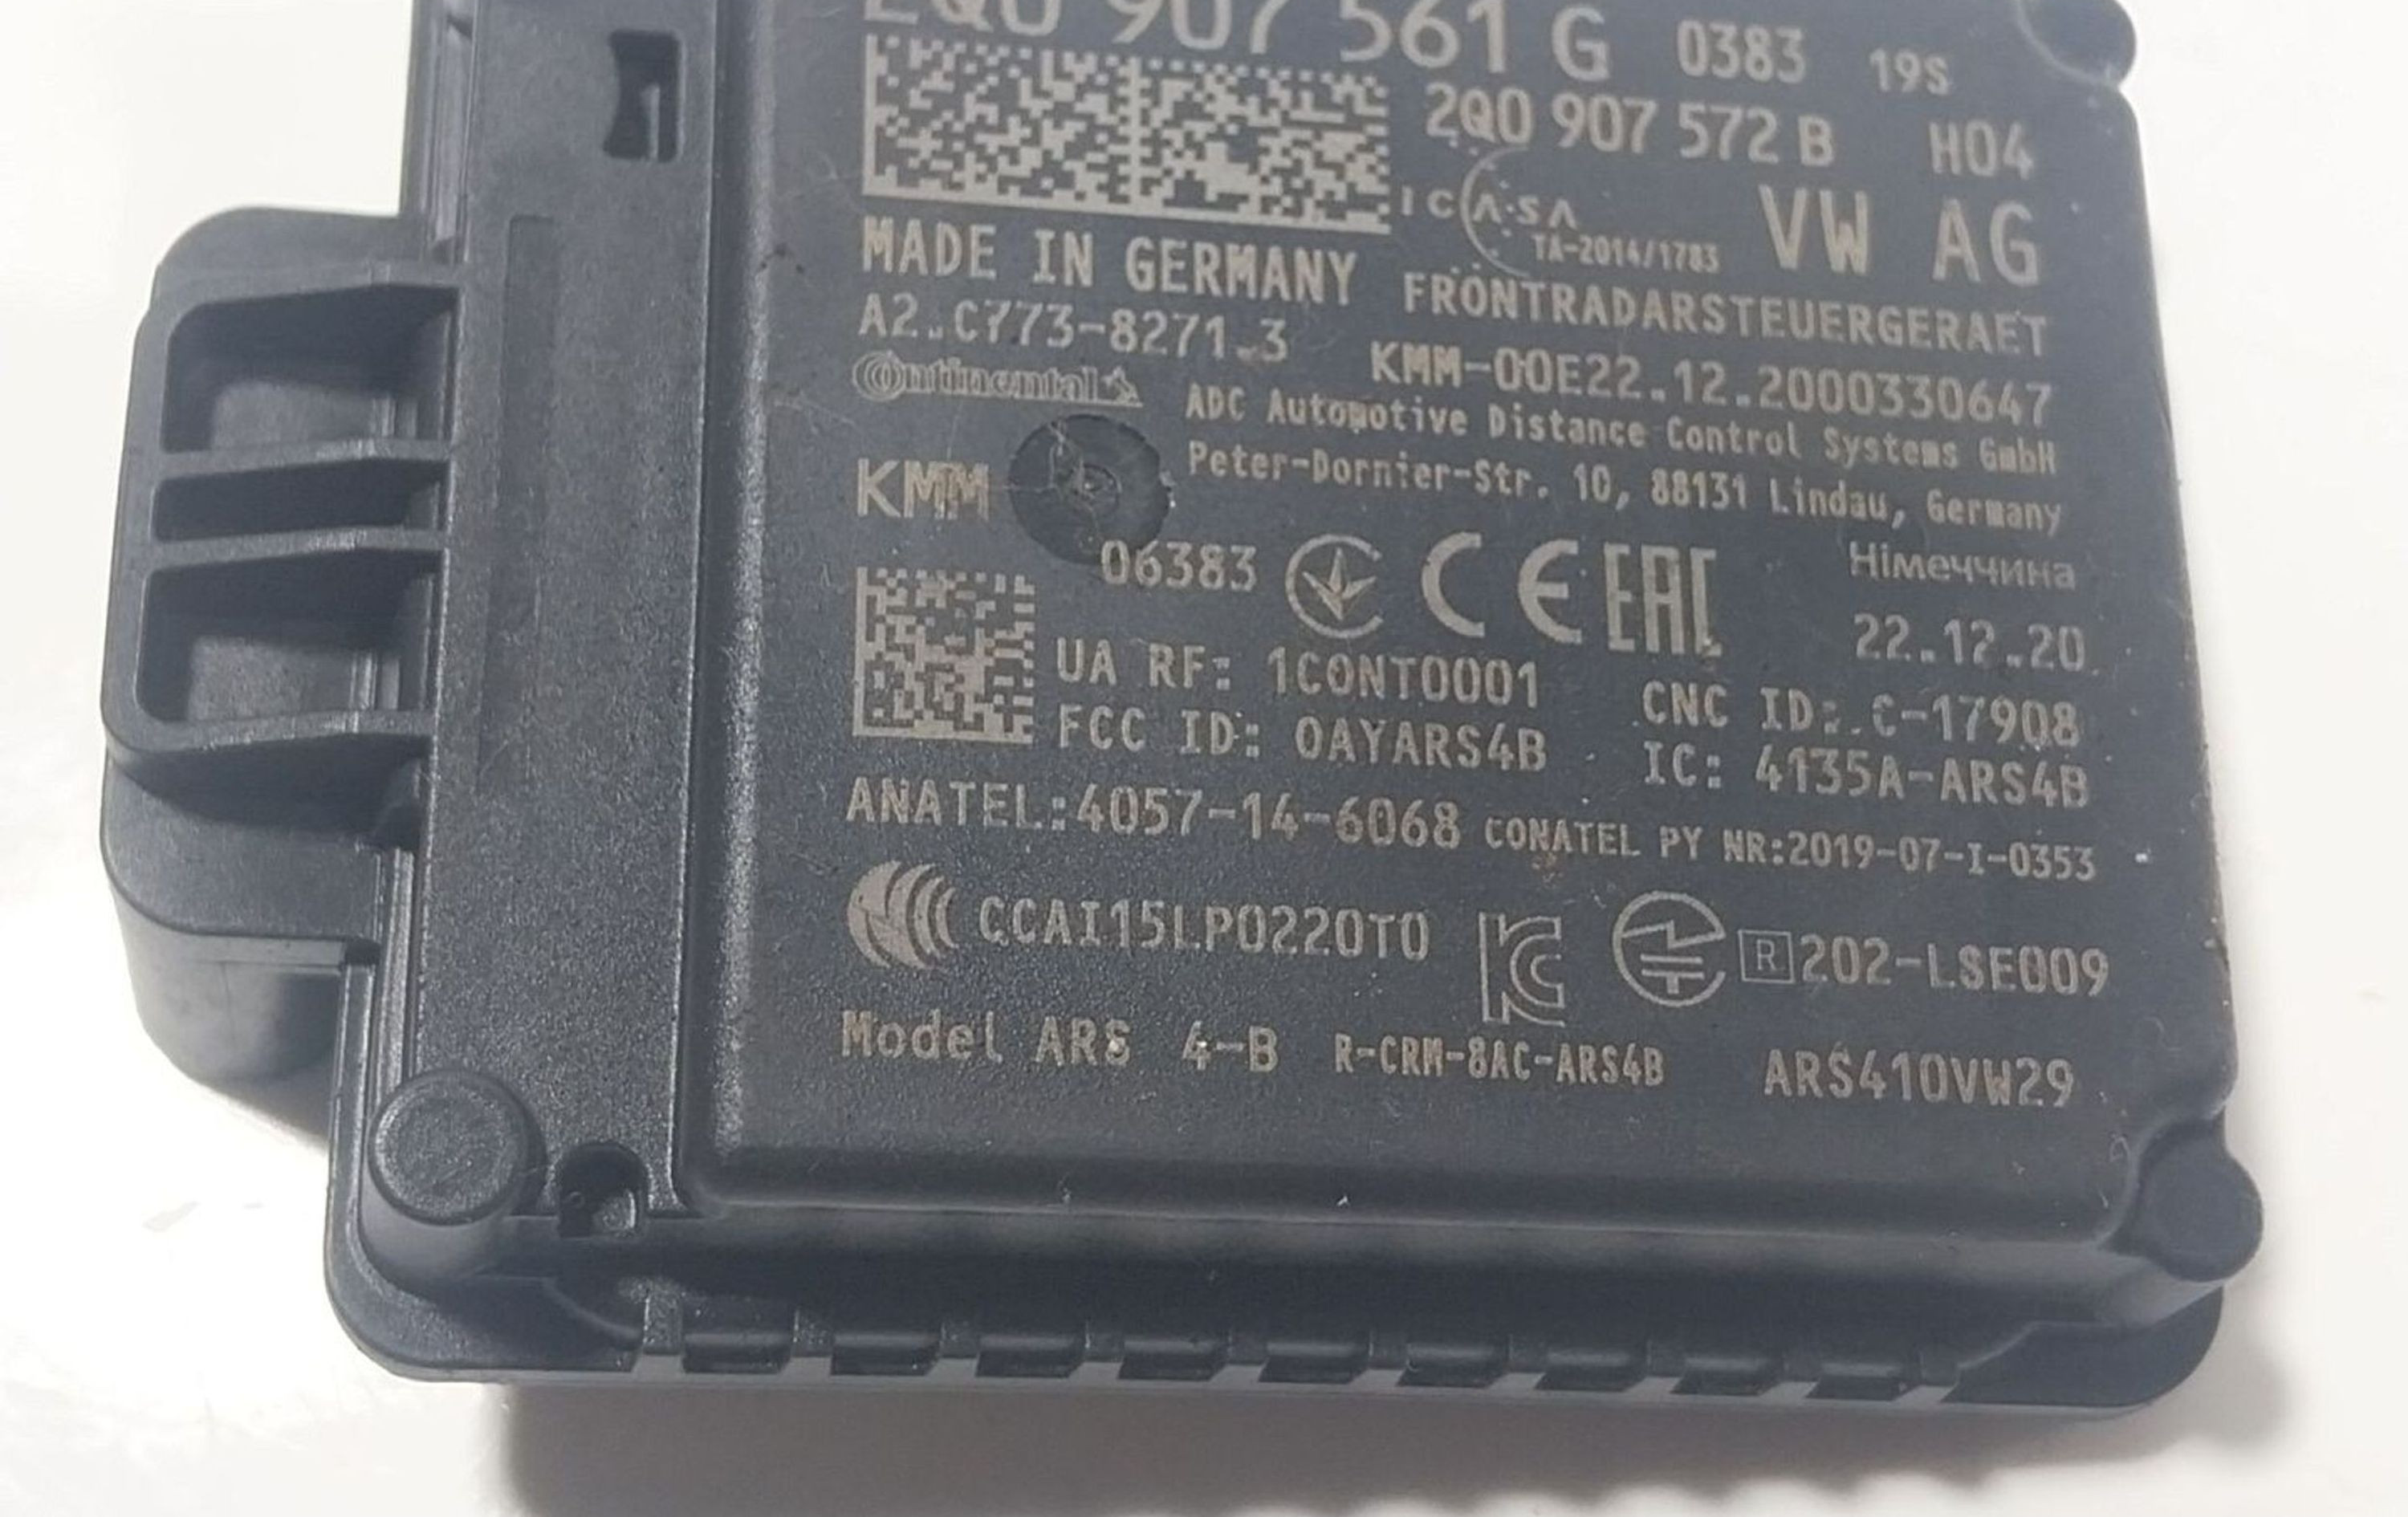 2Q0 907 561 G 0383 19S
2Q0 907 572 B H04
ICASA VW AG
TA-2014/1783
MADE IN GERMANY FRONTRADARSTEUERGERAET
A2.C773-8271.3 KMM-00E22.12.2000330647
Continental ADC Automotive Distance Control Systems GmbH
KMM Peter-Dornier-Str. 10, 88131 Lindau, Germany
06383 CE EAC Німеччина
22.12.20
UA RF: 1CONT0001 CNC ID: C-17908
FCC ID: OAYARS4B IC: 4135A-ARS4B
ANATEL:4057-14-6068 CONATEL PY NR:2019-07-I-0353
CCAI15LP0220T0 KC R 202-LSE009
Model ARS 4-B R-CRM-8AC-ARS4B ARS410VW29